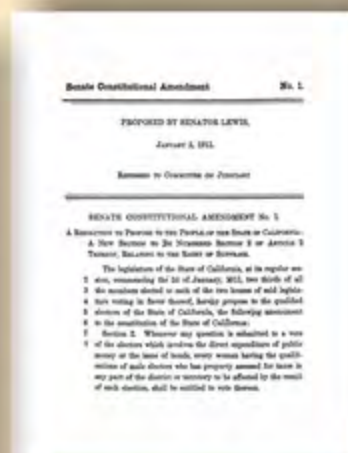 Senate Constitutional Amendment No. 1.
PROPOSED BY SENATOR LEWIS,
JANUARY 5, 1911.
REFERRED TO COMMITTEE ON JUDICIARY
SENATE CONSTITUTIONAL AMENDMENT No. 1.
A RESOLUTION TO PROPOSE TO THE PEOPLE OF THE STATE OF CALIFORNIA
A NEW SECTION TO BE NUMBERED SECTION 2 OF ARTICLE 2
THEREOF, RELATING TO THE RIGHT OF SUFFRAGE.
The legislature of the State of California, at its regular ses-
2 sion, commencing the 2d of January, 1911, two thirds of all
3 the members elected to each of the two houses of said legisla-
4 ture voting in favor thereof, hereby propose to the qualified
5 electors of the State of California, the following amendment
6 to the constitution of the State of California:
7 Section 2. Whenever any question is submitted to a vote
8 of the electors which involves the direct expenditure of public
money or the issue of bonds, every woman having the qualifi-
cations of male electors who has property assessed for taxes in
any part of the district or territory to be affected by the result
of such election, shall be entitled to vote thereon.